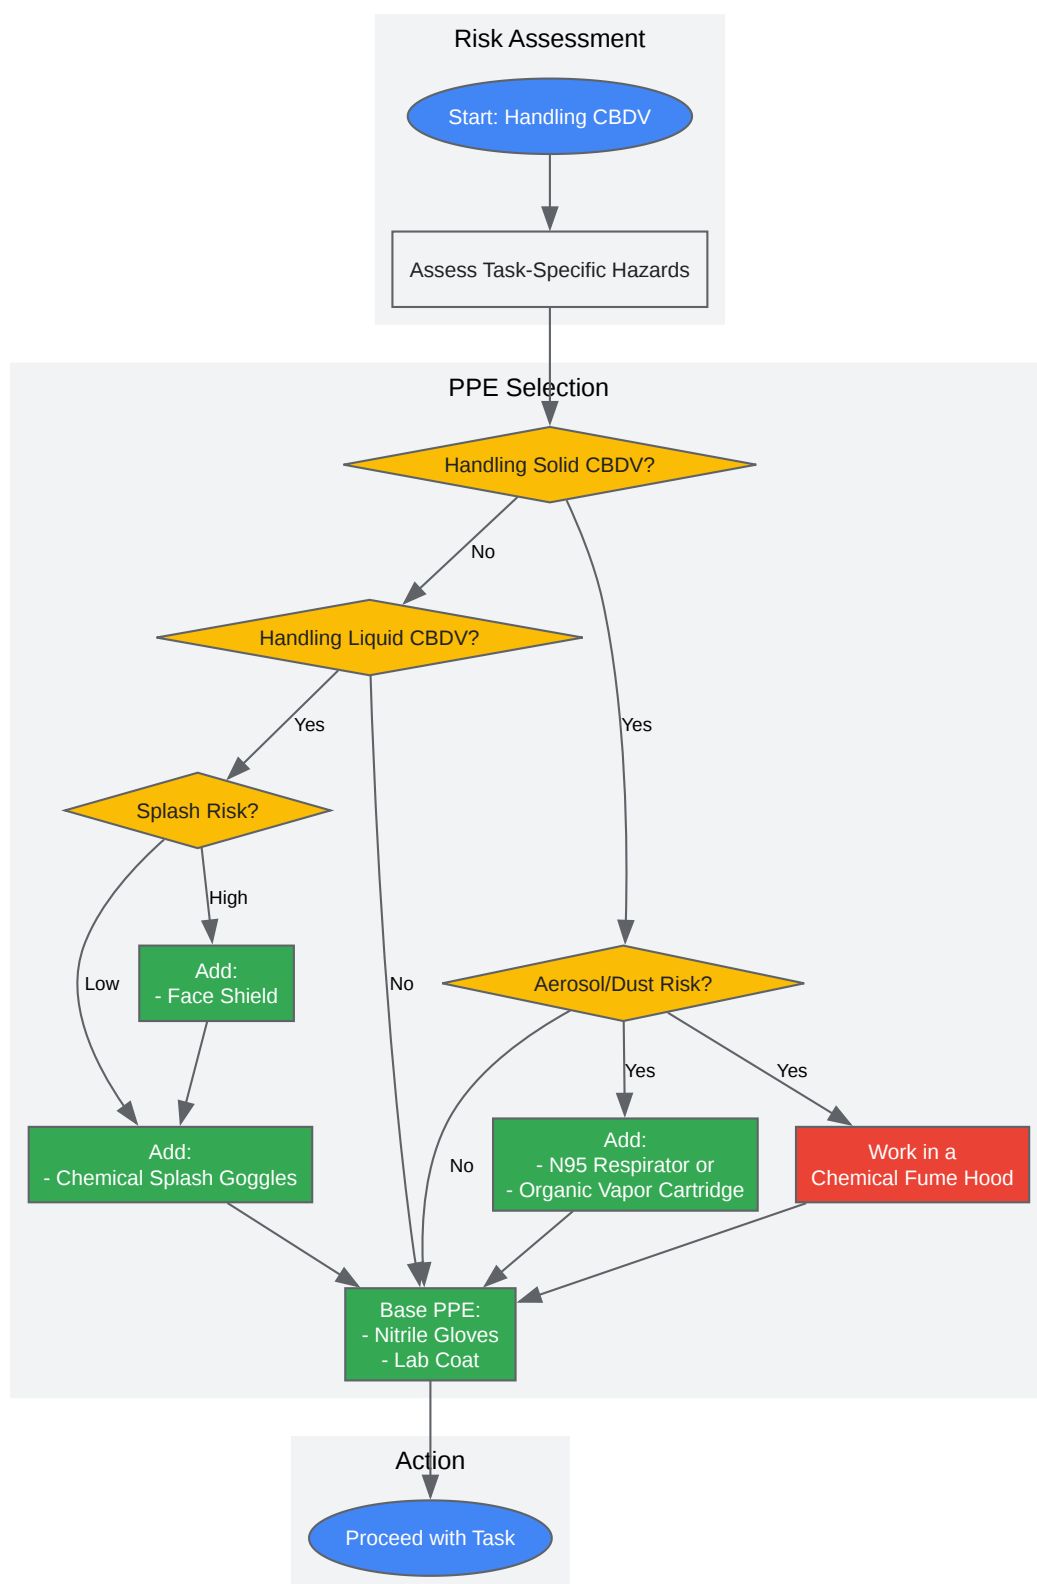 Risk Assessment
Start: Handling CBDV
Assess Task-Specific Hazards
PPE Selection
Handling Solid CBDV?
No
Handling Liquid CBDV?
Yes
Yes
Splash Risk?
High
Low
Add:
- Face Shield
No
Aerosol/Dust Risk?
Yes
Yes
No
Add:
- Chemical Splash Goggles
Add:
- N95 Respirator or
- Organic Vapor Cartridge
Work in a
Chemical Fume Hood
Base PPE:
- Nitrile Gloves
- Lab Coat
Action
Proceed with Task